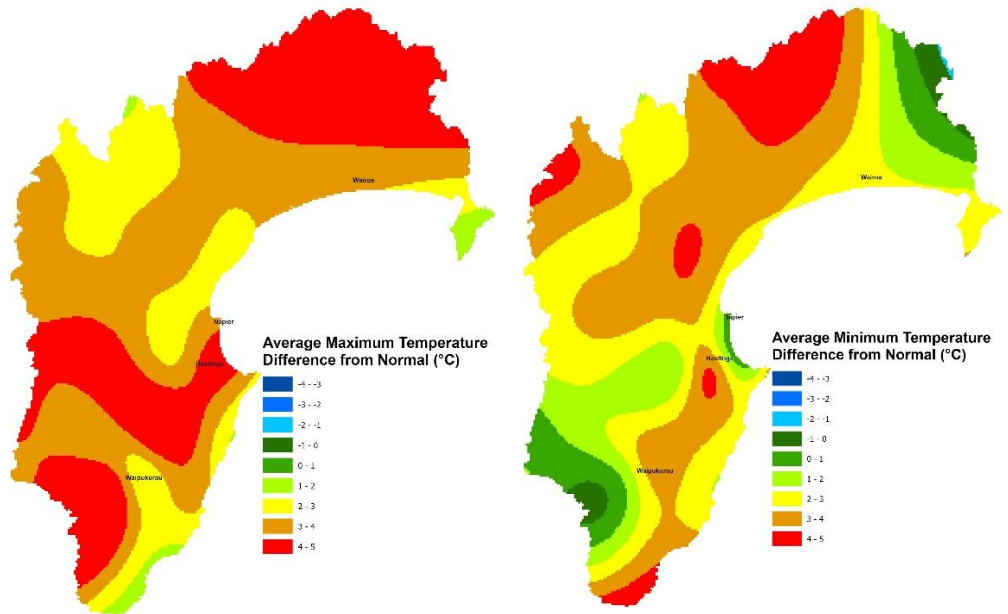 Wairoa
Napier
Hastings
Waipukurau
Average Maximum Temperature
Difference from Normal (°C)
-4 - -3
-3 - -2
-2 - -1
-1 - 0
0 - 1
1 - 2
2 - 3
3 - 4
4 - 5
Wairoa
Napier
Hastings
Waipukurau
Average Minimum Temperature
Difference from Normal (°C)
-4 - -3
-3 - -2
-2 - -1
-1 - 0
0 - 1
1 - 2
2 - 3
3 - 4
4 - 5